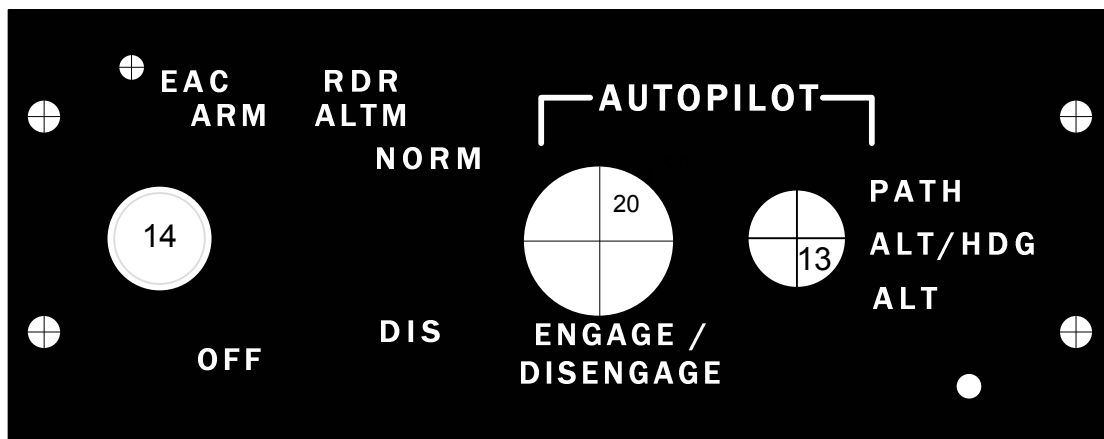 EAC
ARM
RDR
ALTM
NORM
AUTOPILOT
14
20
13
PATH
ALT/HDG
ALT
OFF
DIS
ENGAGE /
DISENGAGE